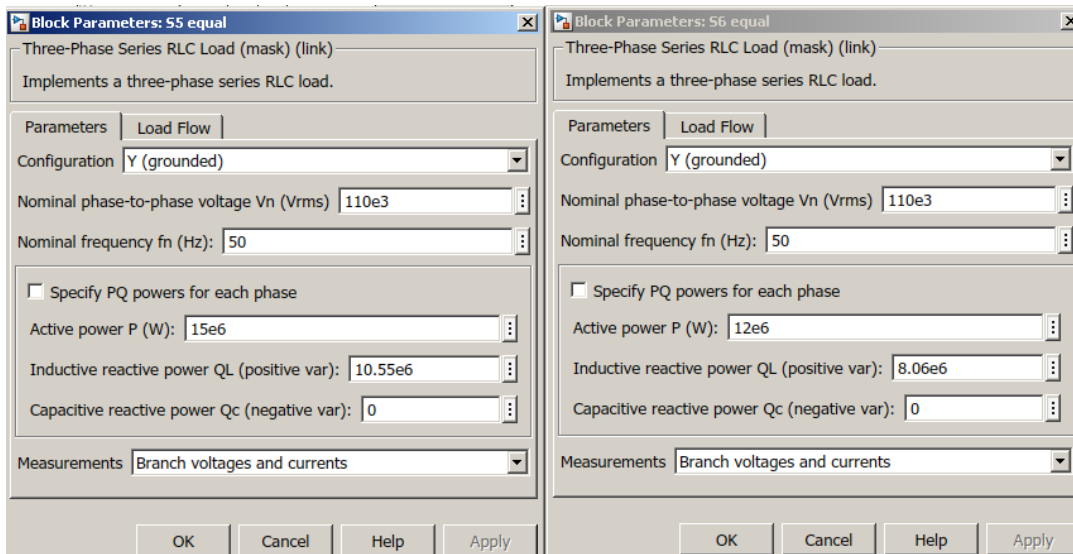 Block Parameters: S5 equal
Three-Phase Series RLC Load (mask) (link)
Implements a three-phase series RLC load.
Parameters
Load Flow
Configuration Y (grounded)
Nominal phase-to-phase voltage Vn (Vrms) 110e3
Nominal frequency fn (Hz): 50
Specify PQ powers for each phase
Active power P (W): 15e6
Inductive reactive power QL (positive var): 10.55e6
Capacitive reactive power Qc (negative var): 0
Measurements Branch voltages and currents
OK Cancel Help Apply
Block Parameters: S6 equal
Three-Phase Series RLC Load (mask) (link)
Implements a three-phase series RLC load.
Parameters
Load Flow
Configuration Y (grounded)
Nominal phase-to-phase voltage Vn (Vrms) 110e3
Nominal frequency fn (Hz): 50
Specify PQ powers for each phase
Active power P (W): 12e6
Inductive reactive power QL (positive var): 8.06e6
Capacitive reactive power Qc (negative var): 0
Measurements Branch voltages and currents
OK Cancel Help Apply